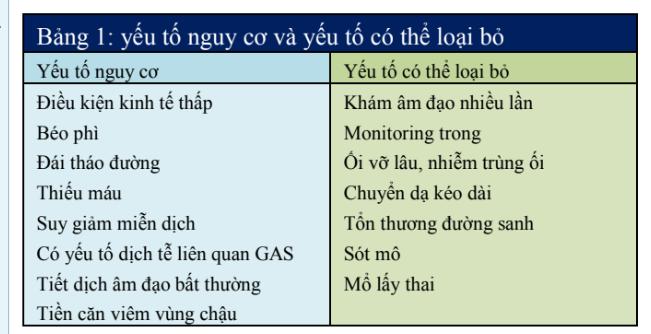 Bảng 1: yếu tố nguy cơ và yếu tố có thể loại bỏ
Yếu tố nguy cơ
Yếu tố có thể loại bỏ
Điều kiện kinh tế thấp
Khám âm đạo nhiều lần
Béo phì
Monitoring trong
Đái tháo đường
Ối vỡ lâu, nhiễm trùng ối
Thiếu máu
Chuyển dạ kéo dài
Suy giảm miễn dịch
Tổn thương đường sanh
Có yếu tố dịch tễ liên quan GAS
Sót mô
Tiết dịch âm đạo bất thường
Mổ lấy thai
Tiền căn viêm vùng chậu